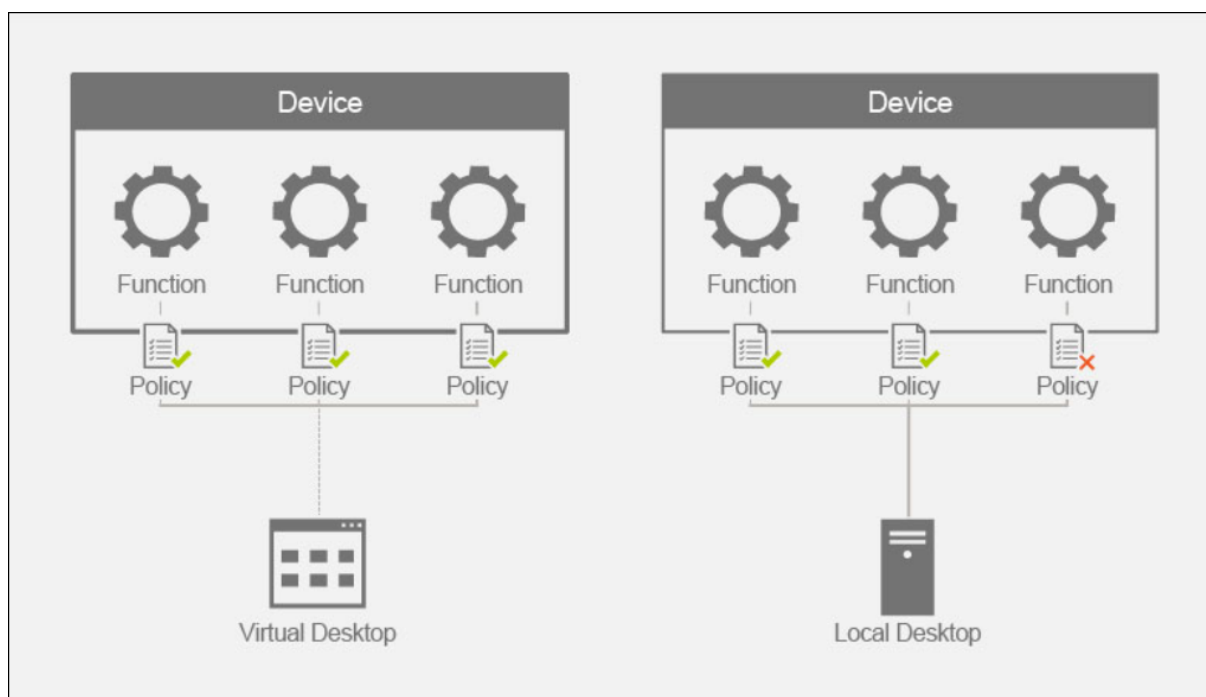 Device
Function Function Function
Policy Policy Policy
Virtual Desktop
Device
Function Function Function
Policy Policy Policy
Local Desktop